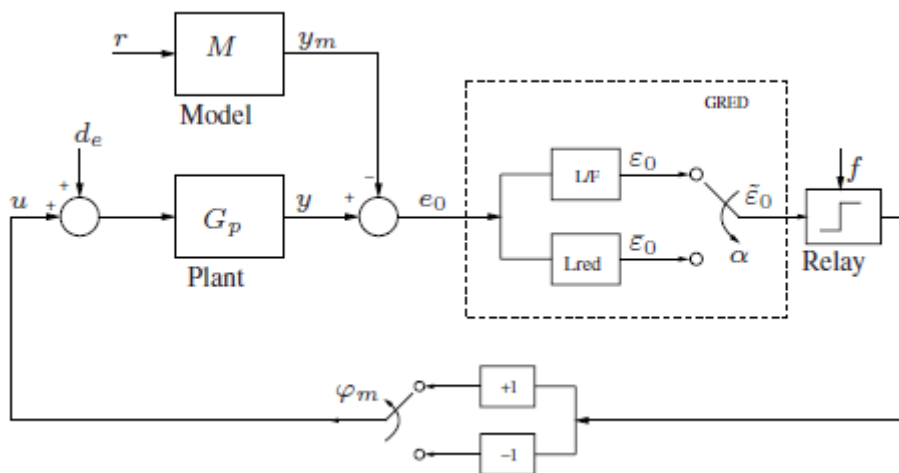 r
M
y_m
Model
GRED
d_e
+
+
u
G_p
Plant
y
−
+
e_0
L/F
ε_0
Lred
ε̄_0
ε̃_0
α
f
Relay
φ_m
+1
−1